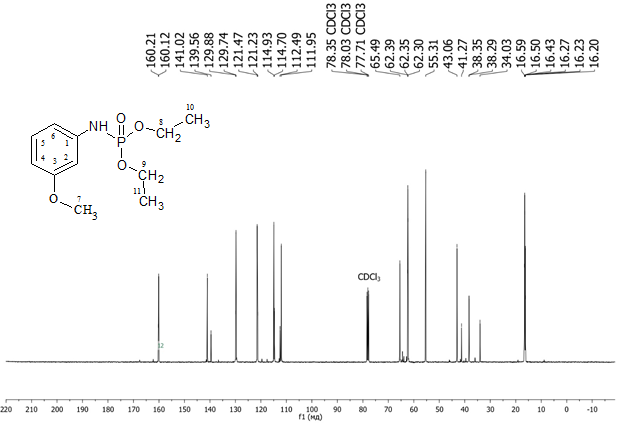 160.21
160.12
141.02
139.56
129.88
129.74
121.47
121.23
114.93
114.70
112.49
111.95
78.35 CDCl3
78.03 CDCl3
77.71 CDCl3
65.49
62.39
62.35
62.30
55.31
43.06
41.27
38.35
38.29
34.03
16.59
16.50
16.43
16.27
16.23
16.20
10
CH3
O
O
8
CH2
NH
P
5
6
1
4
3
2
O
9
CH2
O
7
CH3
11
CH3
CDCl3
12
220 210 200 190 180 170 160 150 140 130 120 110 100 90 80 70 60 50 40 30 20 10 0 -10
f1 (мд)